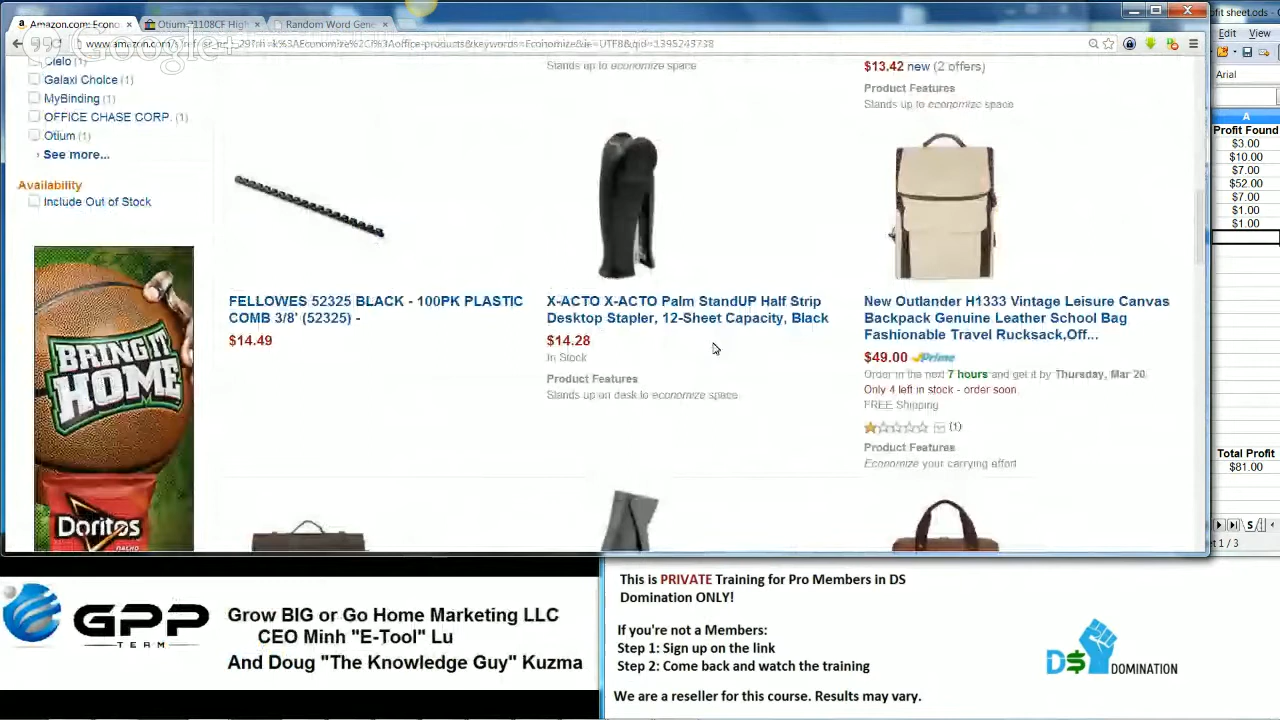 Amazon.com: Econo
Otium 21108CF High
Random Word Gene
Google+
Edit View
Arial
A
Profit Found
$3.00
$10.00
$7.00
$52.00
$7.00
$1.00
$1.00
Total Profit
$81.00
Cielo (1)
Galaxi Choice (1)
MyBinding (1)
OFFICE CHASE CORP. (1)
Otium (1)
See more...
Availability
Include Out of Stock
BRING IT
HOME
Doritos
NACHO
Stands up to economize space
$13.42 new (2 offers)
Product Features
Stands up to economize space
FELLOWES 52325 BLACK - 100PK PLASTIC
COMB 3/8' (52325) -
$14.49
X-ACTO X-ACTO Palm StandUP Half Strip
Desktop Stapler, 12-Sheet Capacity, Black
$14.28
In Stock
Product Features
Stands up on desk to economize space
New Outlander H1333 Vintage Leisure Canvas
Backpack Genuine Leather School Bag
Fashionable Travel Rucksack,Off...
$49.00 Prime
Order in the next 7 hours and get it by Thursday, Mar 20.
Only 4 left in stock - order soon.
FREE Shipping
(1)
Product Features
Economize your carrying effort
GPP
TEAM
Grow BIG or Go Home Marketing LLC
CEO Minh "E-Tool" Lu
And Doug "The Knowledge Guy" Kuzma
This is PRIVATE Training for Pro Members in DS
Domination ONLY!
If you're not a Members:
Step 1: Sign up on the link
Step 2: Come back and watch the training
We are a reseller for this course. Results may vary.
D$ DOMINATION